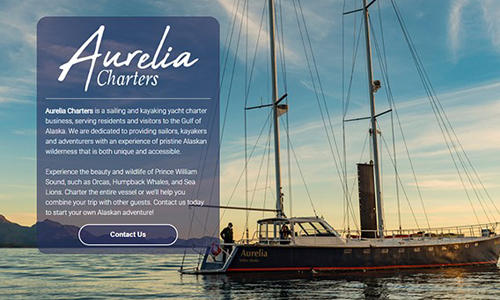 Aurelia
Charters
Aurelia Charters is a sailing and kayaking yacht charter
business, serving residents and visitors to the Gulf of
Alaska. We are dedicated to providing sailors, kayakers
and adventurers with an experience of pristine Alaskan
wilderness that is both unique and accessible.
Experience the beauty and wildlife of Prince William
Sound, such as Orcas, Humpback Whales, and Sea
Lions. Charter the entire vessel or we'll help you
combine your trip with other guests. Contact us today
to start your own Alaskan adventure!
Contact Us
Aurelia